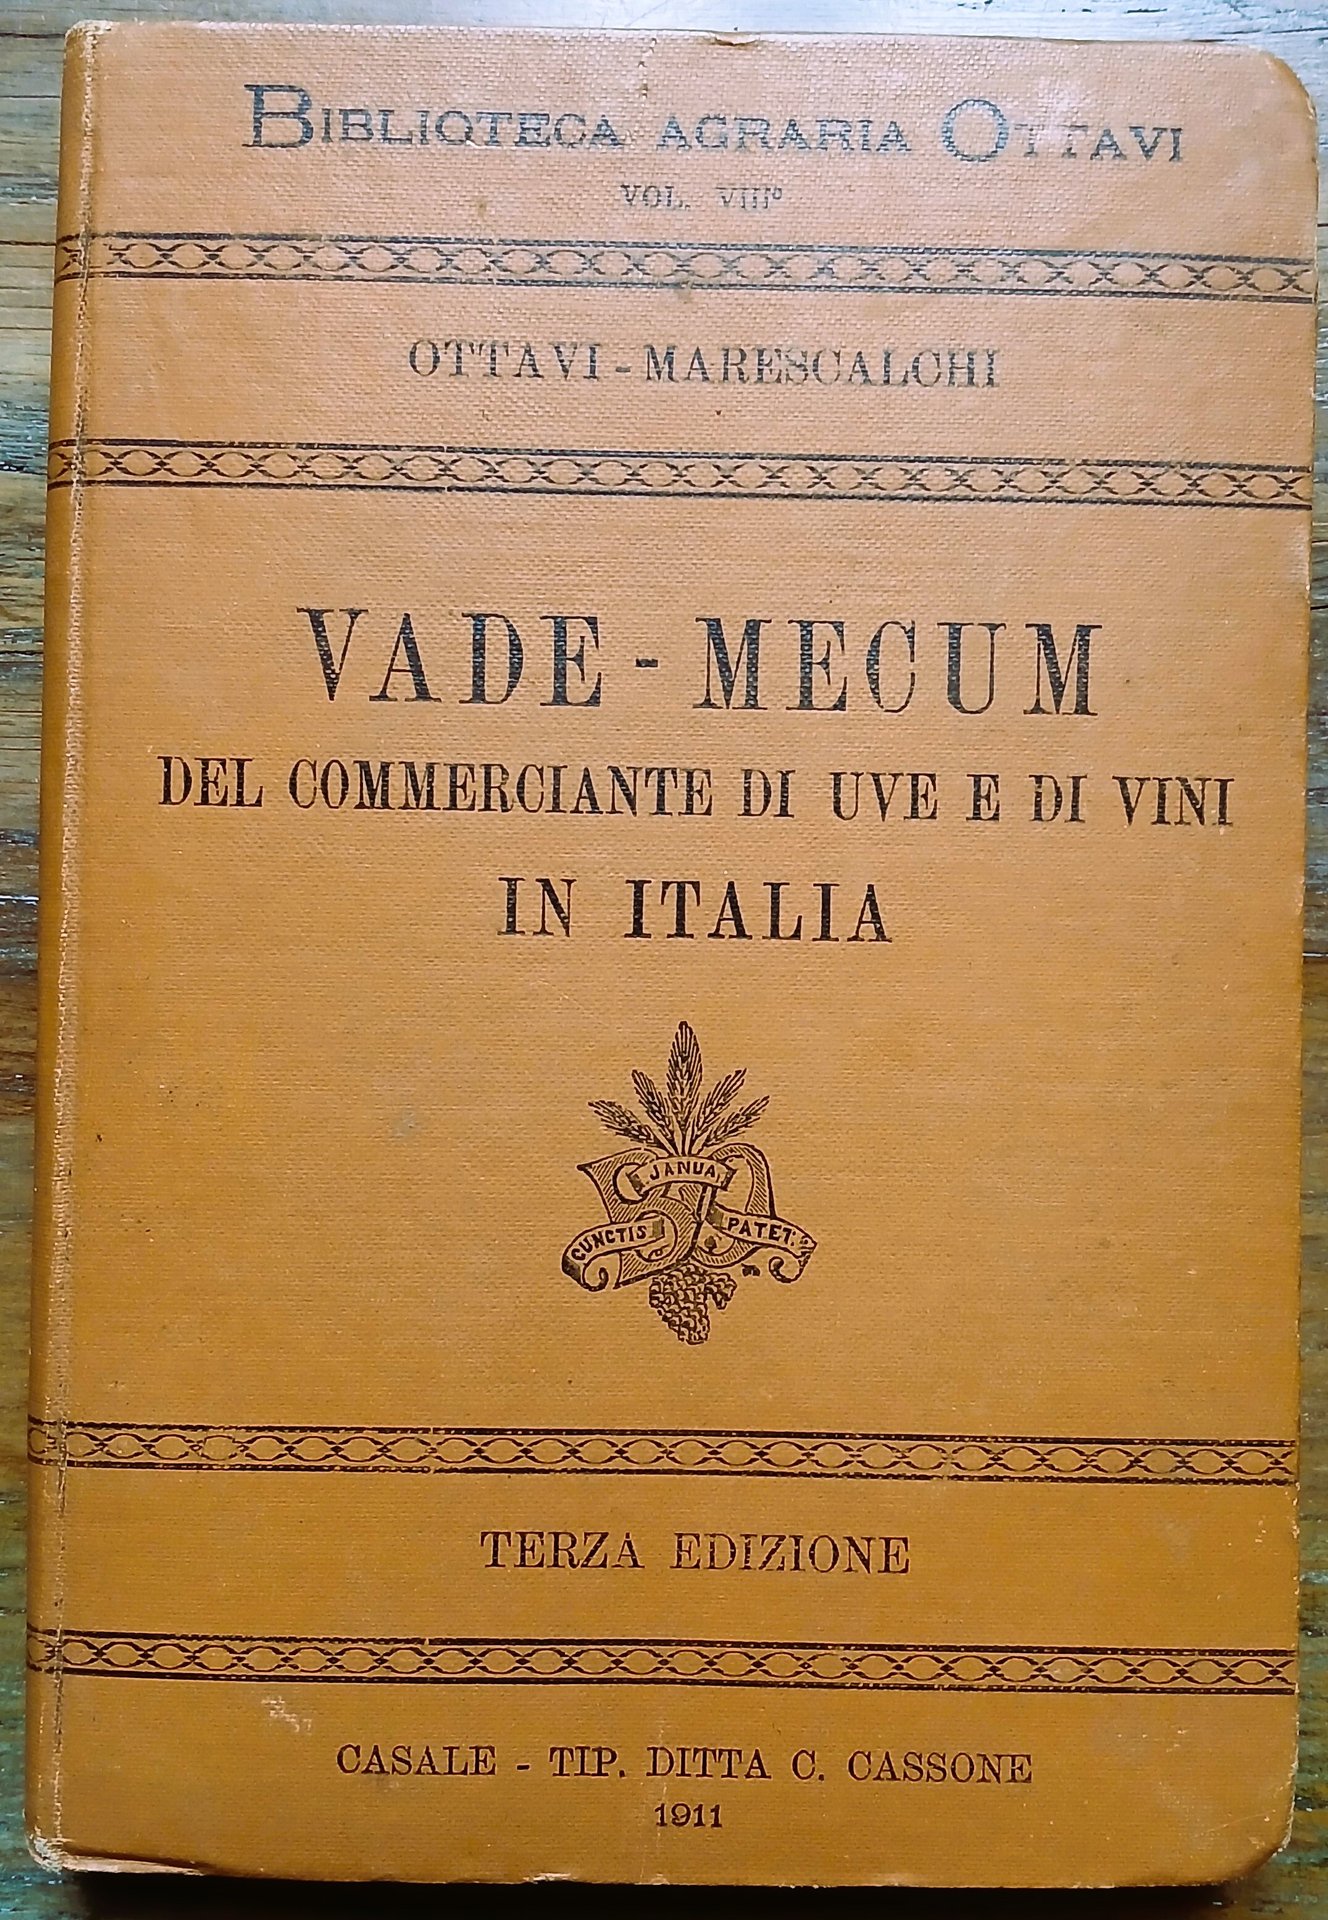 BIBLIOTECA AGRARIA OTTAVI
VOL. VIIIº
OTTAVI - MARESCALCHI
VADE - MECUM
DEL COMMERCIANTE DI UVE E DI VINI
IN ITALIA
JANUA
CUNCTIS
PATET
TERZA EDIZIONE
CASALE - TIP. DITTA C. CASSONE
1911